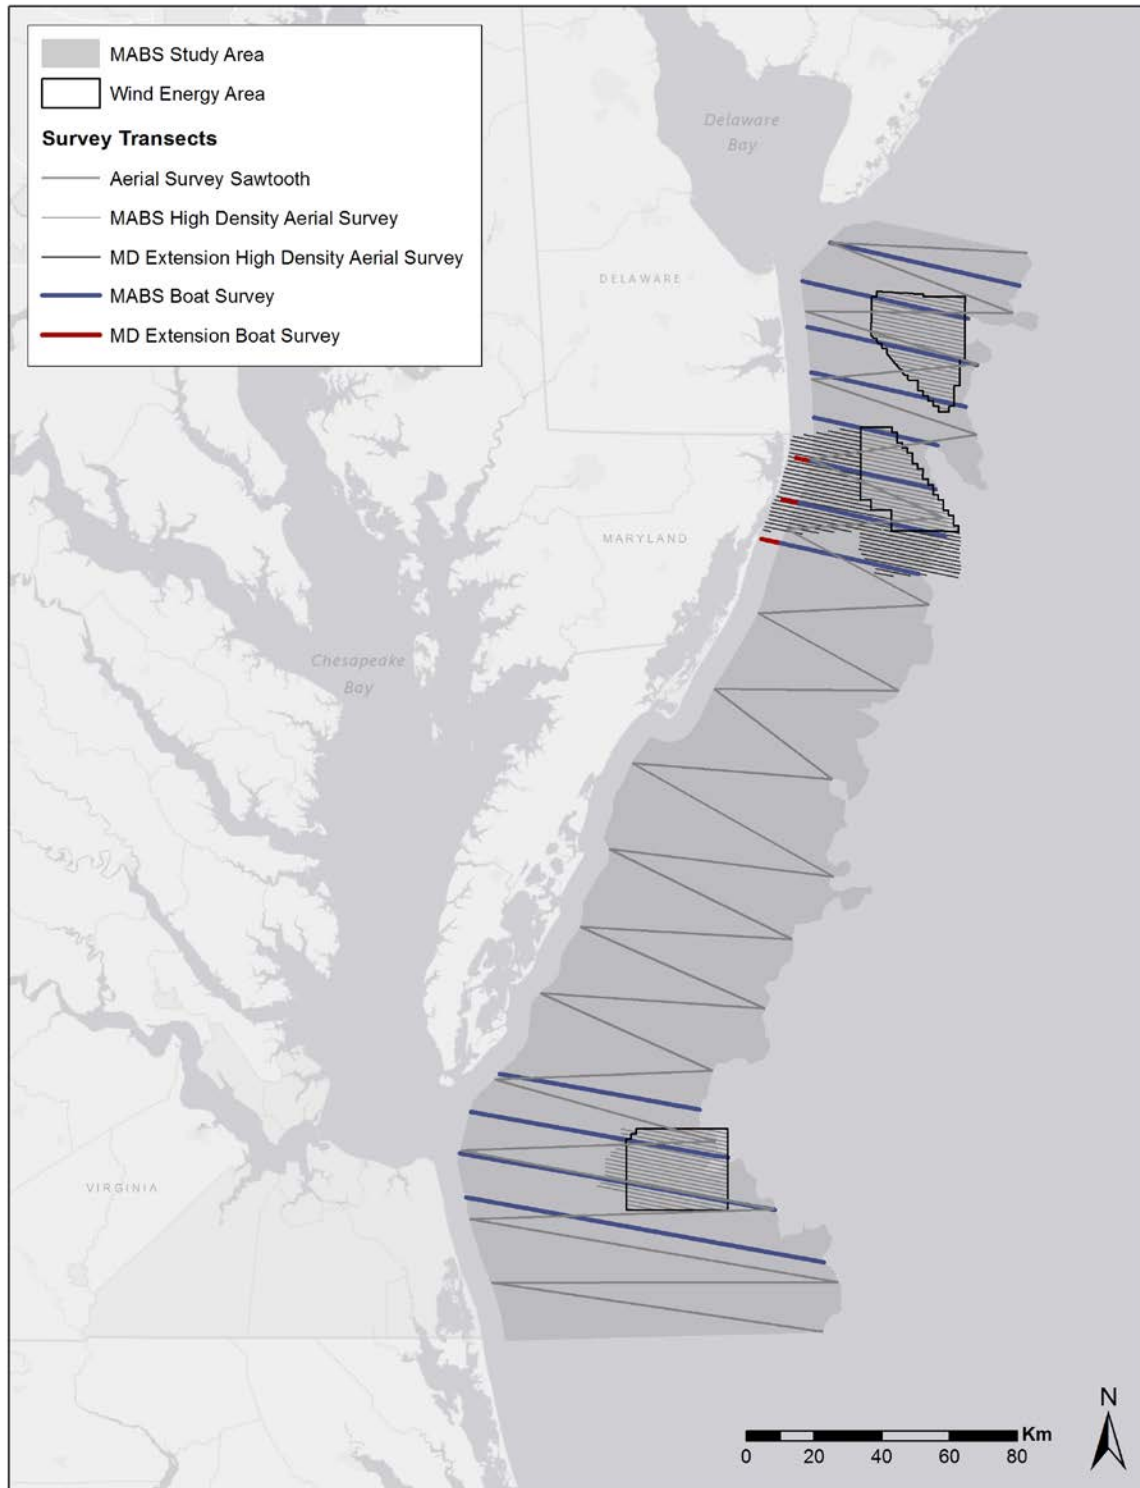 MABS Study Area
Wind Energy Area
Survey Transects
Aerial Survey Sawtooth
MABS High Density Aerial Survey
MD Extension High Density Aerial Survey
MABS Boat Survey
MD Extension Boat Survey
Delaware
Bay
DELAWARE
MARYLAND
Chesapeake
Bay
VIRGINIA
N
Km
0 20 40 60 80